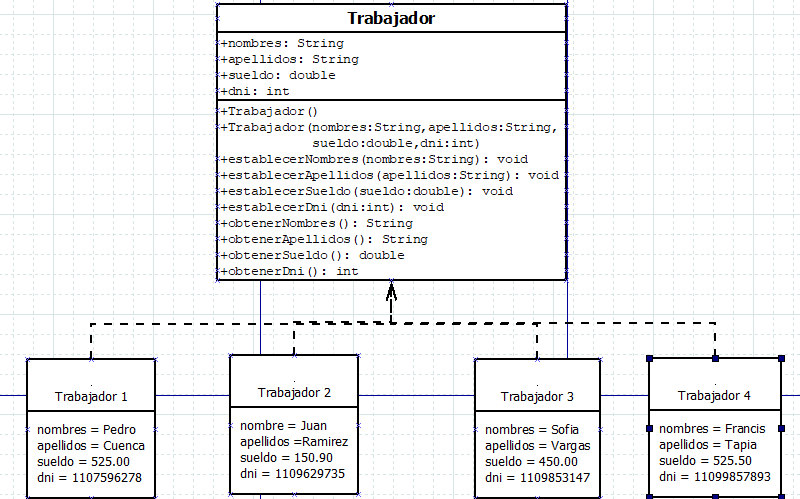 Trabajador
+nombres: String
+apellidos: String
+sueldo: double
+dni: int
+Trabajador()
+Trabajador(nombres:String,apellidos:String,
sueldo:double,dni:int)
+establecerNombres(nombres:String): void
+establecerApellidos(apellidos:String): void
+establecerSueldo(sueldo:double): void
+establecerDni(dni:int): void
+obtenerNombres(): String
+obtenerApellidos(): String
+obtenerSueldo(): double
+obtenerDni(): int
Trabajador 1
nombres = Pedro
apellidos = Cuenca
sueldo = 525.00
dni = 1107596278
Trabajador 2
nombre = Juan
apellidos =Ramirez
sueldo = 150.90
dni = 1109629735
Trabajador 3
nombres = Sofia
apellidos = Vargas
sueldo = 450.00
dni = 1109853147
Trabajador 4
nombres = Francis
apellidos = Tapia
sueldo = 525.50
dni = 11099857893